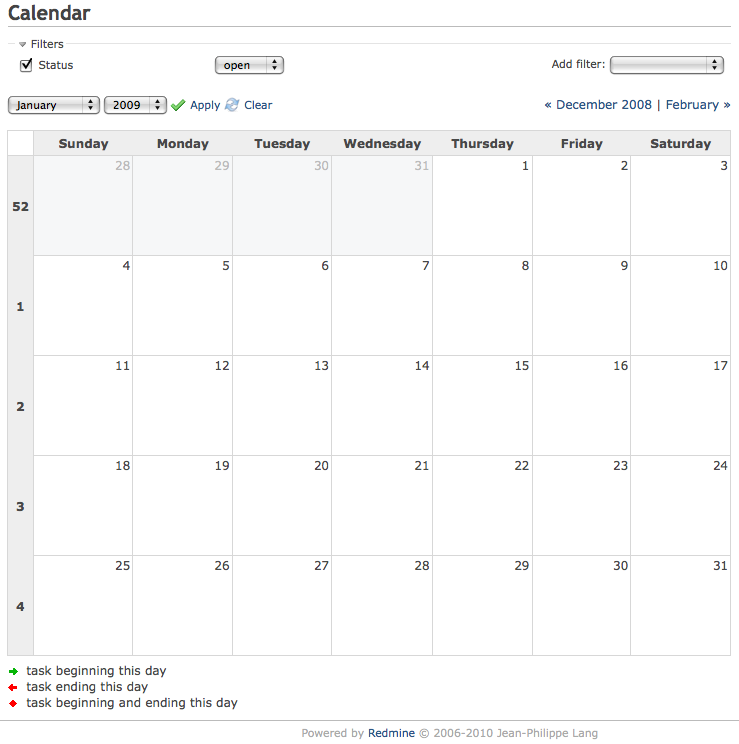 Calendar
Filters
Status open Add filter:
January 2009 Apply Clear « December 2008 | February »
Sunday Monday Tuesday Wednesday Thursday Friday Saturday
52 28 29 30 31 1 2 3
1 4 5 6 7 8 9 10
2 11 12 13 14 15 16 17
3 18 19 20 21 22 23 24
4 25 26 27 28 29 30 31
task beginning this day
task ending this day
task beginning and ending this day
Powered by Redmine © 2006-2010 Jean-Philippe Lang